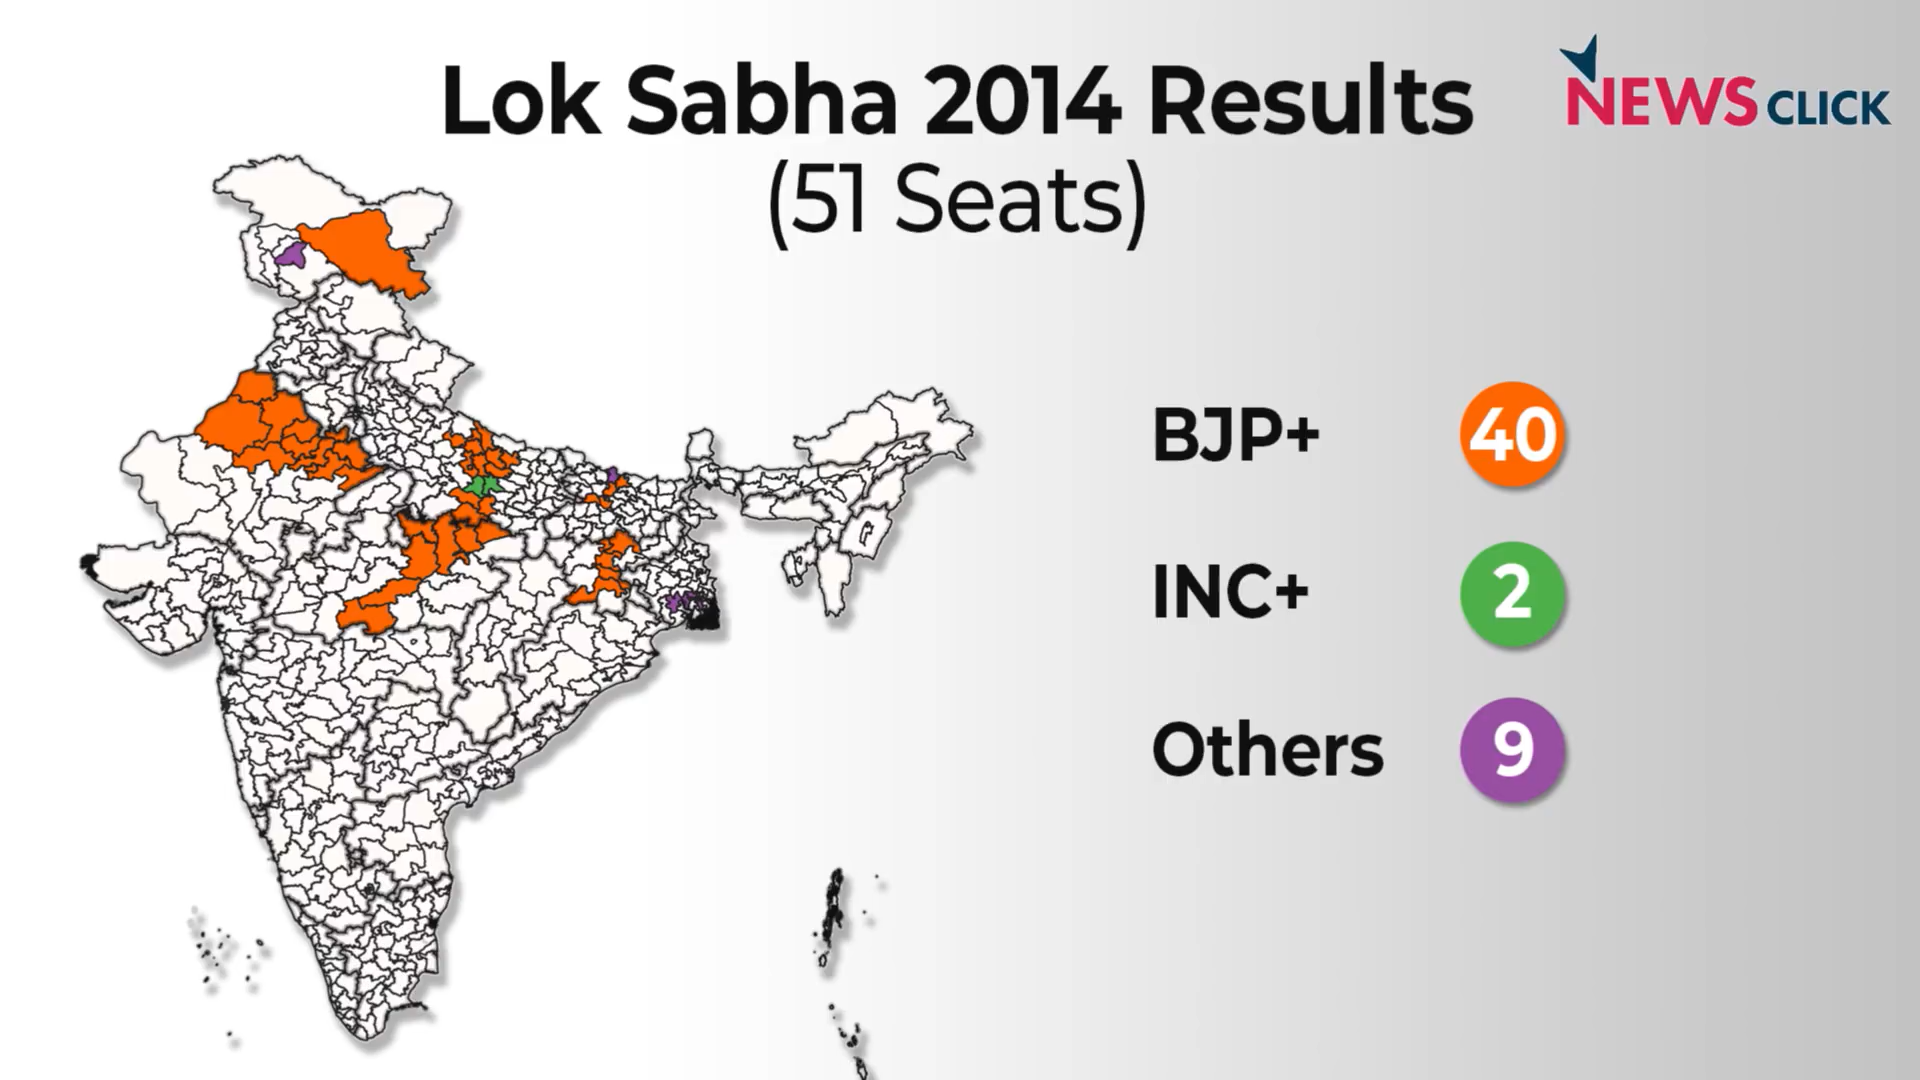 Lok Sabha 2014 Results
(51 Seats)
NEWSCLICK
BJP+ 40
INC+ 2
Others 9